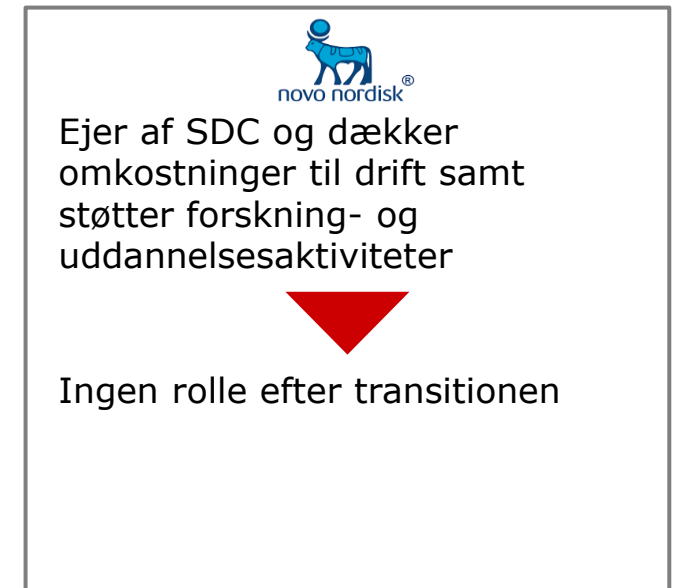 novo nordisk®
Ejer af SDC og dækker
omkostninger til drift samt
støtter forskning- og
uddannelsesaktiviteter
Ingen rolle efter transitionen